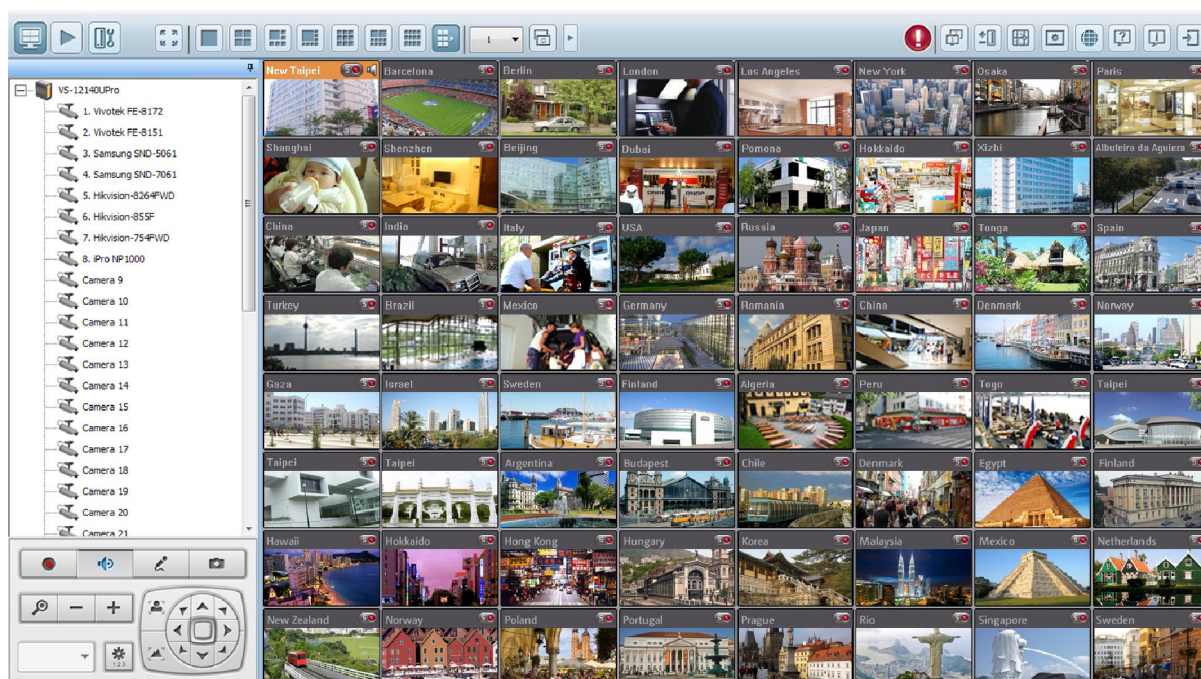 1
VS-12140UPro
1. Vivotek FE-8172
2. Vivotek FE-8151
3. Samsung SND-5061
4. Samsung SND-7061
5. Hikvision-8264FWD
6. Hikvision-855F
7. Hikvision-754FWD
8. iPro NP1000
Camera 9
Camera 10
Camera 11
Camera 12
Camera 13
Camera 14
Camera 15
Camera 16
Camera 17
Camera 18
Camera 19
Camera 20
Camera 21
1 2 3
New Taipei Barcelona Berlin London Los Angeles New York Osaka Paris
Shanghai Shenzhen Beijing Dubai Pomona Hokkaido Xizhi Albufeira da Aguiera
QNAP QNAP
China India Italy USA Russia Japan Tonga Spain
Turkey Brazil Mexico Germany Romania China Denmark Norway
Gaza Israel Sweden Finland Algeria Peru Togo Taipei
Taipei Taipei Argentina Budapest Chile Denmark Egypt Finland
Hawaii Hokkaido Hong Kong Hungary Korea Malaysia Mexico Netherlands
New Zealand Norway Poland Portugal Prague Rio Singapore Sweden